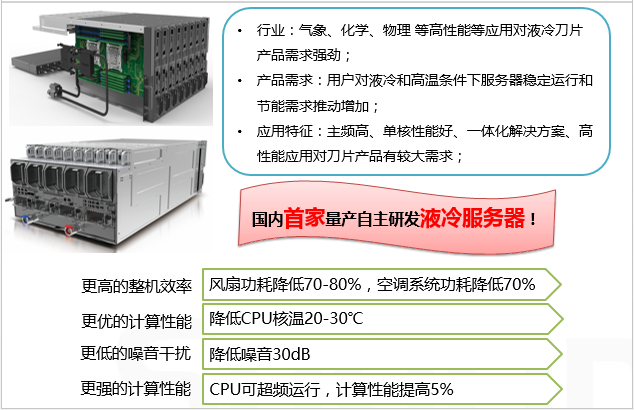 • 行业：气象、化学、物理 等高性能等应用对液冷刀片
产品需求强劲；
• 产品需求：用户对液冷和高温条件下服务器稳定运行和
节能需求推动增加；
• 应用特征：主频高、单核性能好、一体化解决方案、高
性能应用对刀片产品有较大需求；
国内首家量产自主研发液冷服务器！
更高的整机效率 风扇功耗降低70-80%，空调系统功耗降低70%
更优的计算性能 降低CPU核温20-30℃
更低的噪音干扰 降低噪音30dB
更强的计算性能 CPU可超频运行，计算性能提高5%